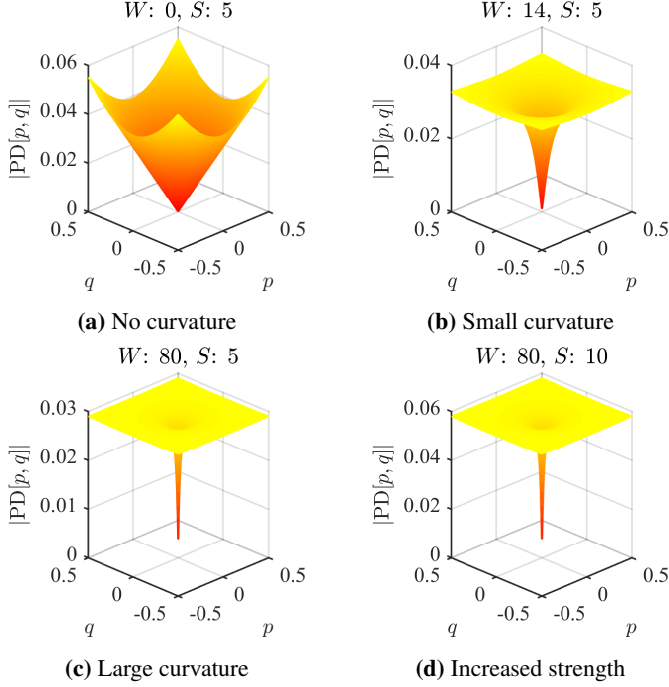 W: 0, S: 5
W: 14, S: 5
|PD[p, q]|
0.06
0.04
0.02
0
0.5
0
-0.5
q
-0.5
0
0.5
p
|PD[p, q]|
0.04
0.02
0
0.5
0
-0.5
q
-0.5
0
0.5
p
(a) No curvature
(b) Small curvature
W: 80, S: 5
W: 80, S: 10
|PD[p, q]|
0.03
0.02
0.01
0
0.5
0
-0.5
q
-0.5
0
0.5
p
|PD[p, q]|
0.06
0.04
0.02
0
0.5
0
-0.5
q
-0.5
0
0.5
p
(c) Large curvature
(d) Increased strength